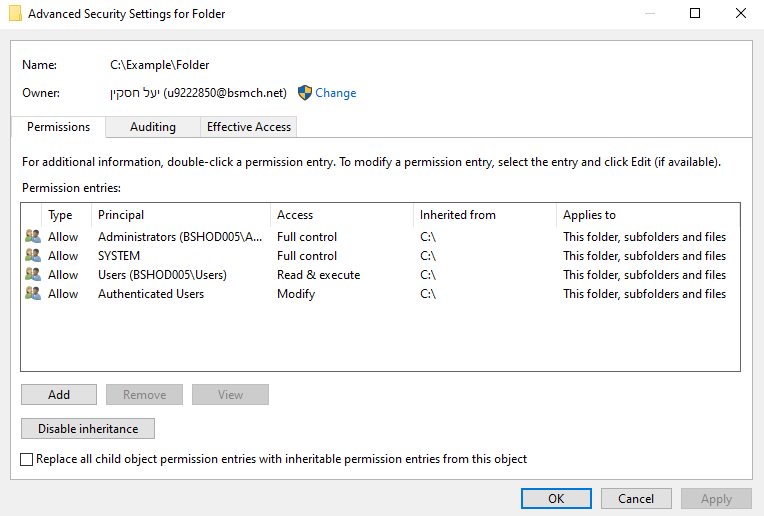 Advanced Security Settings for Folder
Name: C:\Example\Folder
Owner: יעל חסקין (u9222850@bsmch.net) Change
Permissions Auditing Effective Access
For additional information, double-click a permission entry. To modify a permission entry, select the entry and click Edit (if available).
Permission entries:
Type Principal Access Inherited from Applies to
Allow Administrators (BSHOD005\A... Full control C:\ This folder, subfolders and files
Allow SYSTEM Full control C:\ This folder, subfolders and files
Allow Users (BSHOD005\Users) Read & execute C:\ This folder, subfolders and files
Allow Authenticated Users Modify C:\ This folder, subfolders and files
Add Remove View
Disable inheritance
Replace all child object permission entries with inheritable permission entries from this object
OK Cancel Apply